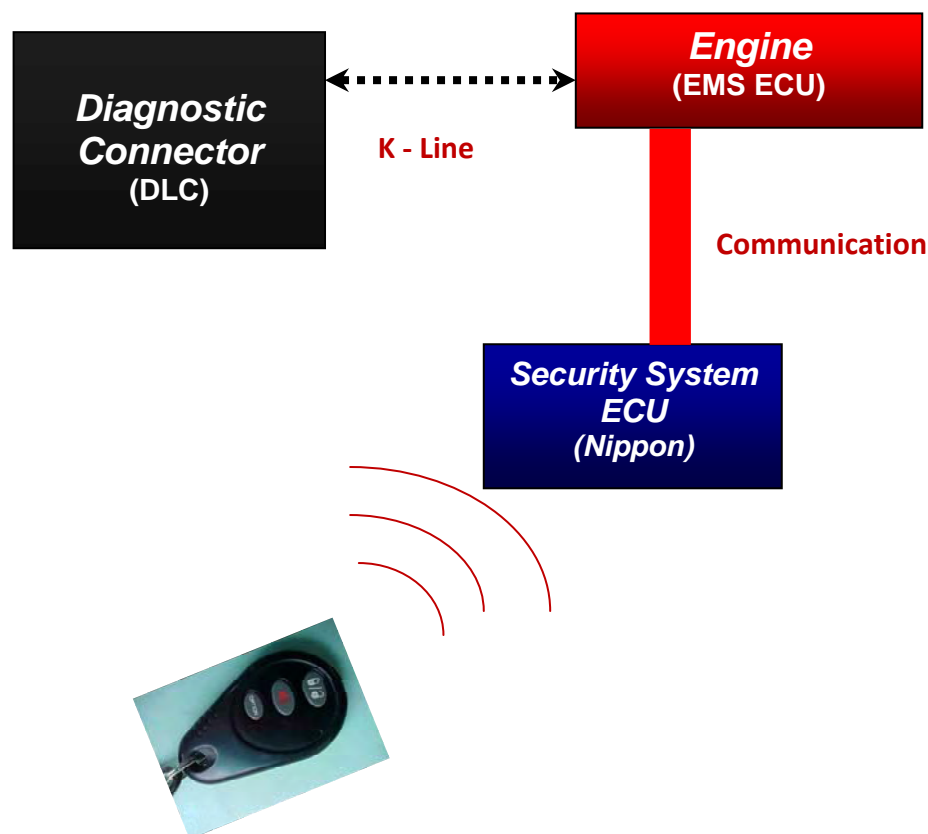 Engine
(EMS ECU)
Diagnostic
Connector
(DLC)
K - Line
Communication
Security System
ECU
(Nippon)